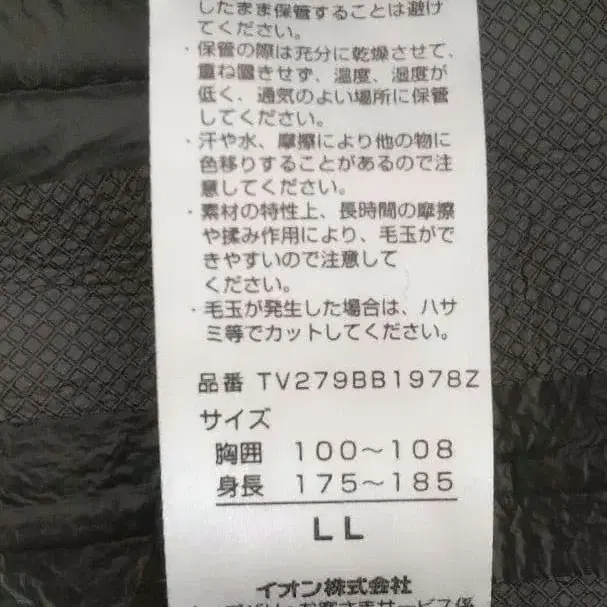 したまま保管することは避け
てください。
・保管の際は充分に乾燥させて、
重ね置きせず、温度、湿度が
低く、通気のよい場所に保管
してください。
・汗や水、摩擦により他の物に
色移りすることがあるので注
意してください。
・素材の特性上、長時間の摩擦
や揉み作用により、毛玉がで
きやすいので注意して
ください。
・毛玉が発生した場合は、ハサ
ミ等でカットしてください。
品番 TV279BB1978Z
サイズ
胸囲 100～108
身長 175～185
LL
イオン株式会社
お客さまサービス係